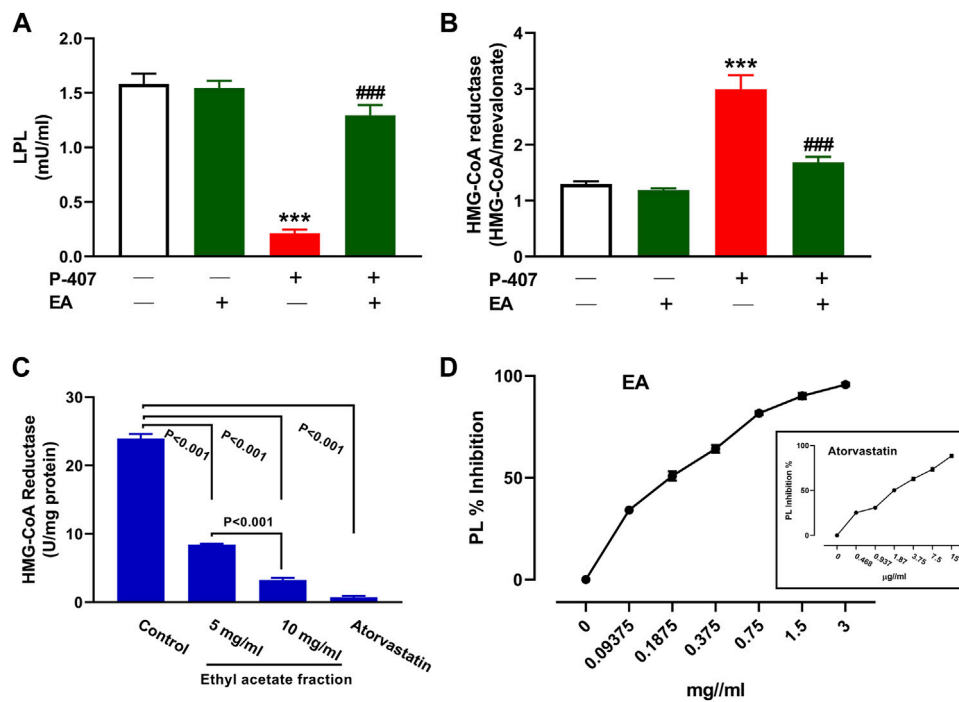 A
LPL
(mU/ml)
2.0
1.5
1.0
0.5
0.0
***
###
P-407 — — + +
EA — + — +
B
HMG-CoA reductase
(HMG-CoA/mevalonate)
4
3
2
1
0
***
###
P-407 — — + +
EA — + — +
C
HMG-CoA Reductase
(U/mg protein)
30
20
10
0
P<0.001
P<0.001
P<0.001
P<0.001
Control
5 mg/ml
10 mg/ml
Atorvastatin
Ethyl acetate fraction
D
EA
PL % Inhibition
100
50
0
0
0.09375
0.1875
0.375
0.75
1.5
3
mg//ml
Atorvastatin
PL Inhibition %
100
50
0
0
0.468
0.937
1.87
3.75
7.5
15
µg//ml